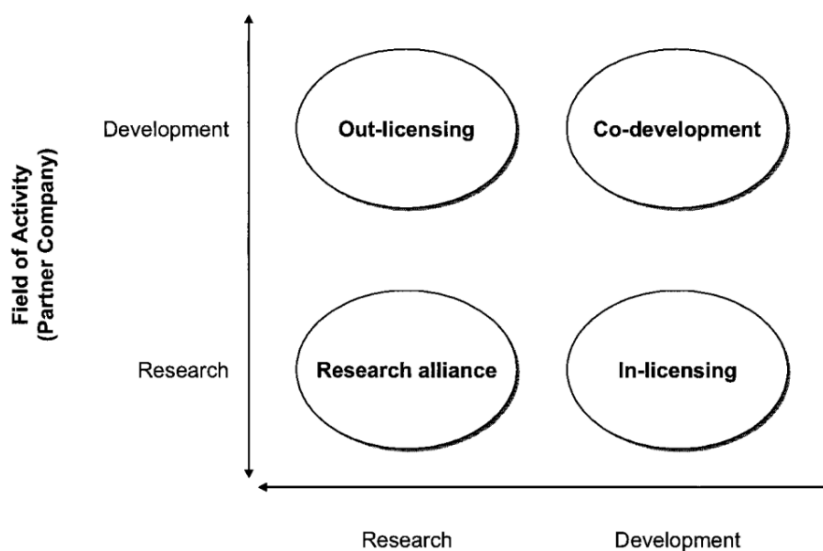 Field of Activity
(Partner Company)
Development
Out-licensing
Co-development
Research
Research alliance
In-licensing
Research
Development